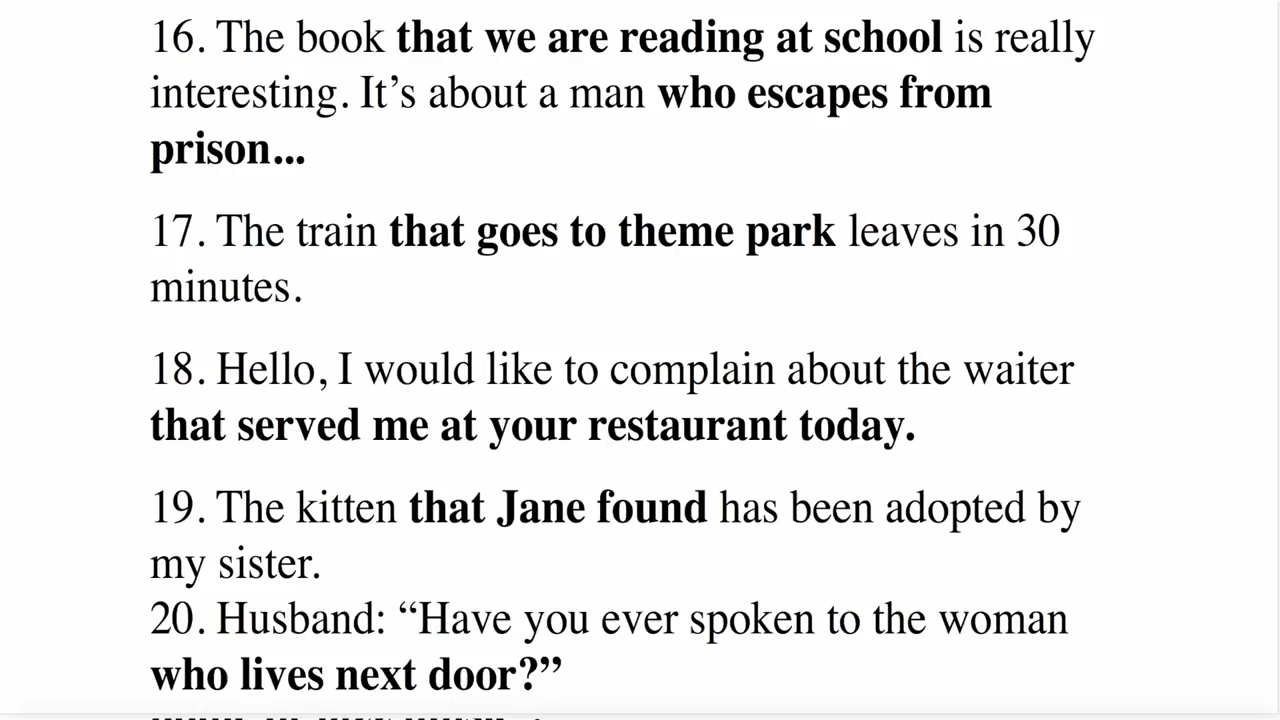 16. The book that we are reading at school is really
interesting. It’s about a man who escapes from
prison...
17. The train that goes to theme park leaves in 30
minutes.
18. Hello, I would like to complain about the waiter
that served me at your restaurant today.
19. The kitten that Jane found has been adopted by
my sister.
20. Husband: “Have you ever spoken to the woman
who lives next door?”